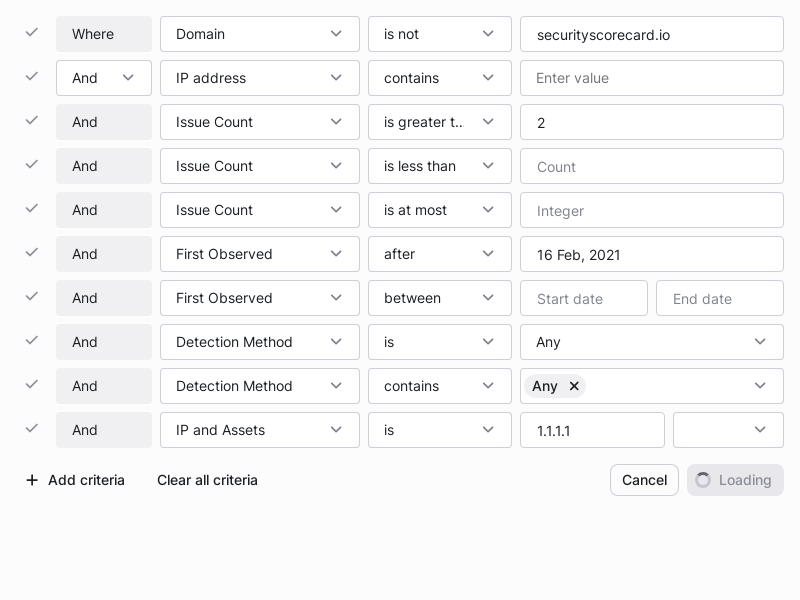 Where Domain is not securityscorecard.io
And IP address contains Enter value
And Issue Count is greater t... 2
And Issue Count is less than Count
And Issue Count is at most Integer
And First Observed after 16 Feb, 2021
And First Observed between Start date End date
And Detection Method is Any
And Detection Method contains Any
And IP and Assets is 1.1.1.1
Add criteria Clear all criteria Cancel Loading